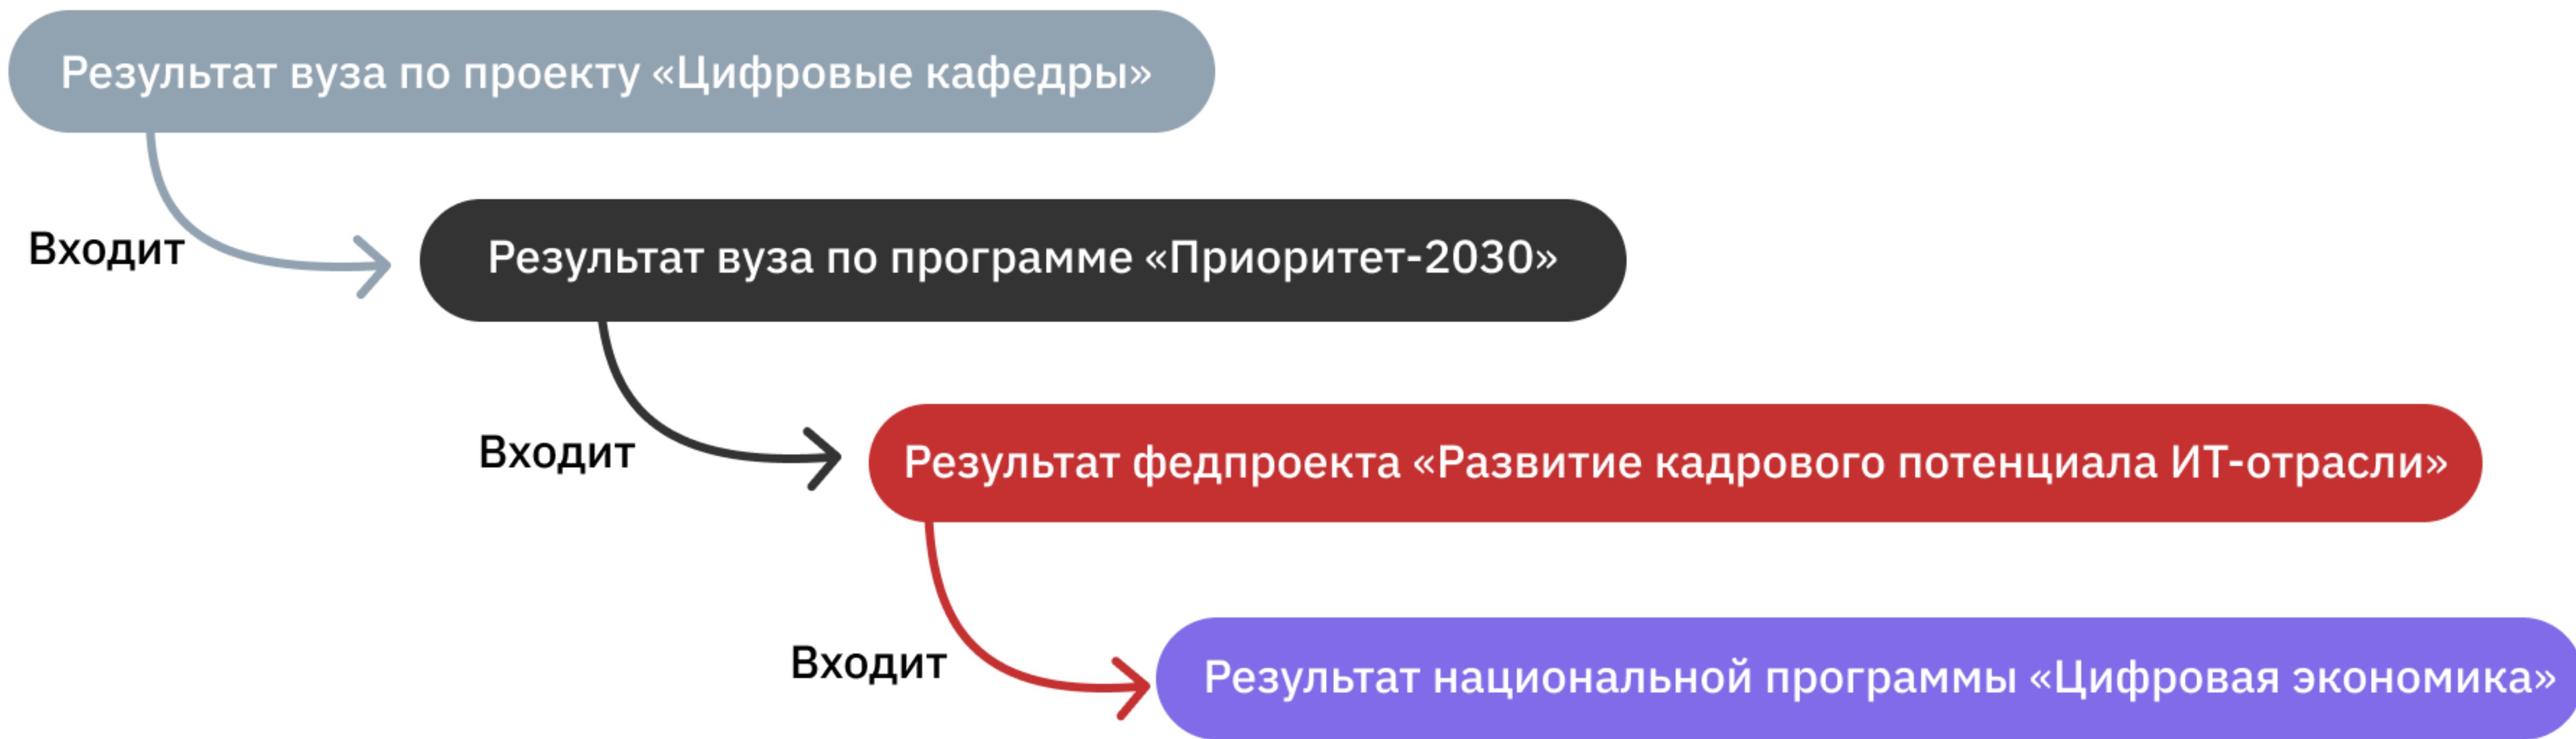 Результат вуза по проекту «Цифровые кафедры»
Входит
Результат вуза по программе «Приоритет-2030»
Входит
Результат федпроекта «Развитие кадрового потенциала ИТ-отрасли»
Входит
Результат национальной программы «Цифровая экономика»